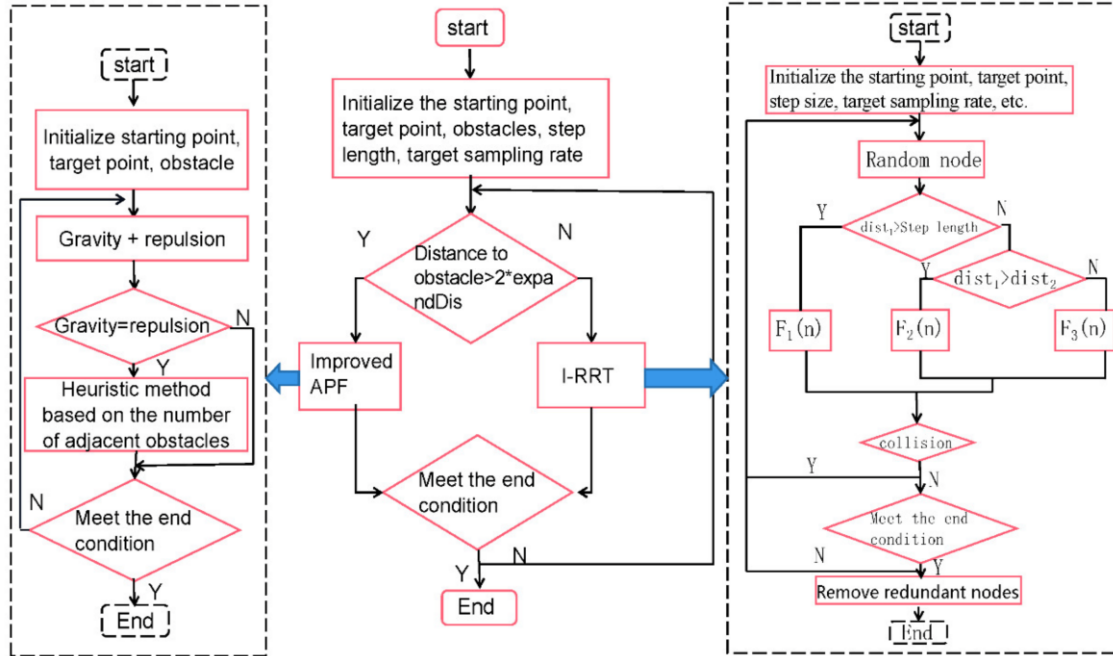 start
Initialize starting point,
target point, obstacle
Gravity + repulsion
Gravity=repulsion
N
Y
Heuristic method
based on the number
of adjacent obstacles
N
Meet the end
condition
Y
End
start
Initialize the starting point,
target point, obstacles, step
length, target sampling rate
Y
N
Distance to
obstacle>2*expa
ndDis
Improved
APF
I-RRT
Meet the end
condition
N
Y
End
start
Initialize the starting point, target point,
step size, target sampling rate, etc.
Random node
Y
N
dist₁>Step length
Y
dist₁>dist₂
N
F₁(n)
F₂(n)
F₃(n)
collision
Y
N
Meet the end
condition
N
Y
Remove redundant nodes
End